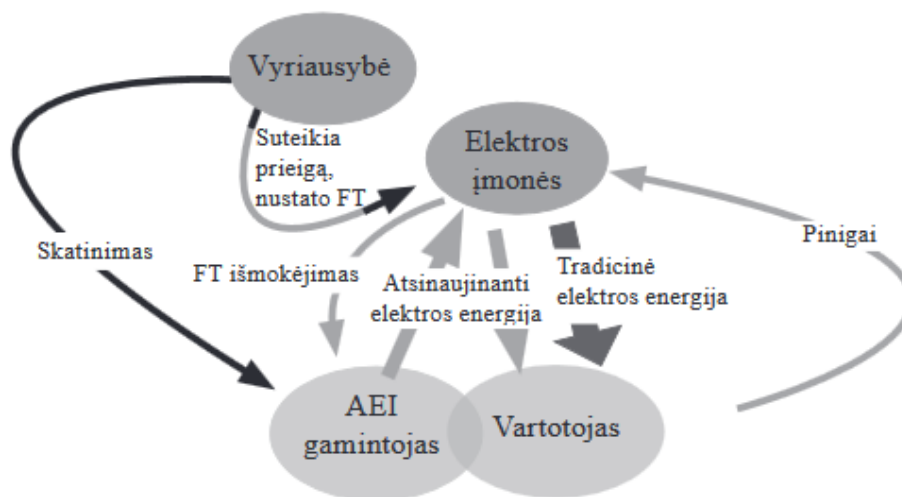 Vyriausybė
Suteikia
prieigą,
nustato FT
Elektros
įmonės
Skatinimas
FT išmokėjimas
Atsinaujinanti
elektros energija
Tradicinė
elektros energija
Pinigai
AEI
gamintojas
Vartotojas